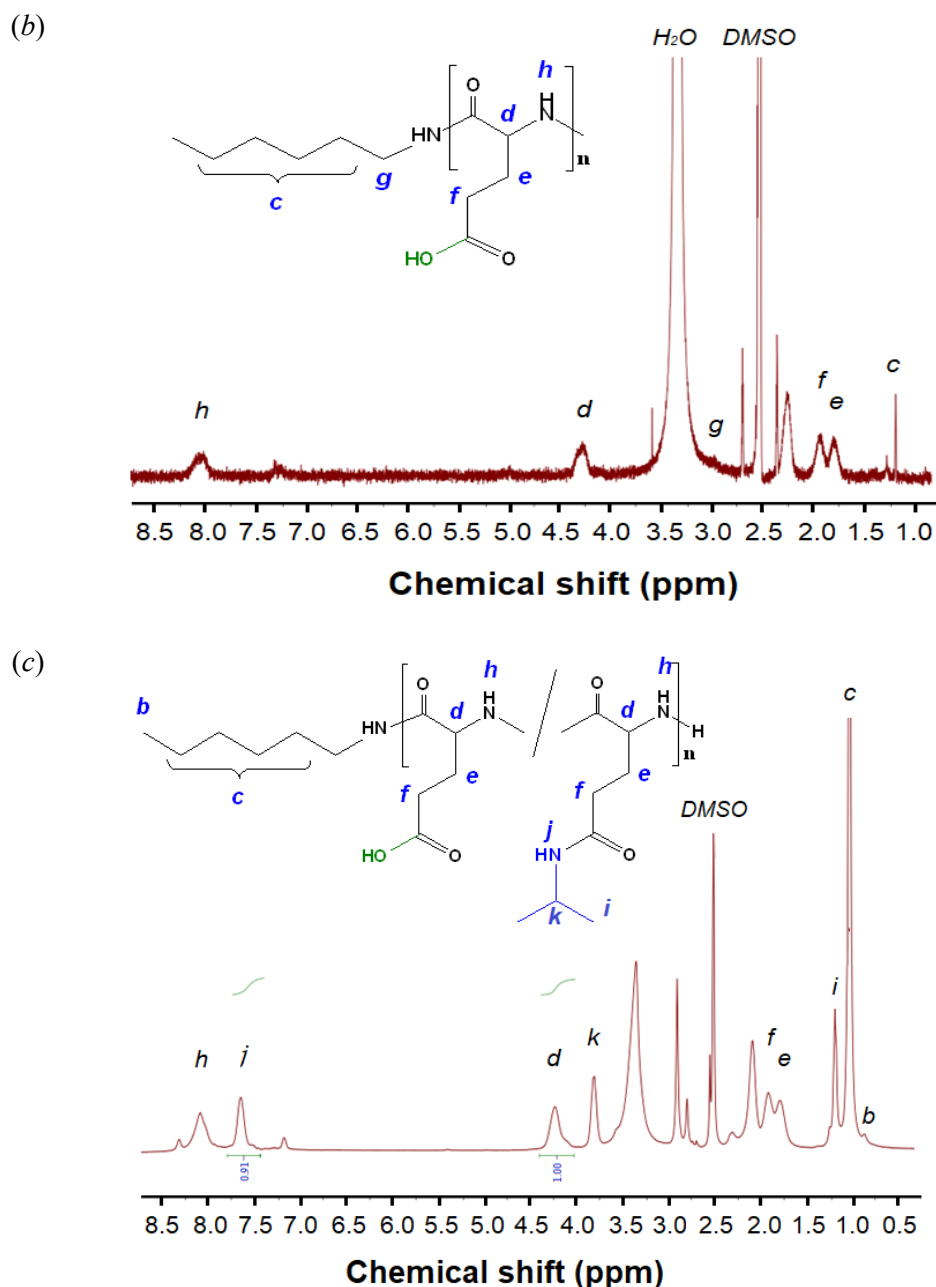 (b)
H₂O DMSO
h
O H
HN d N
n
g e
c f
HO O
h d g f e c
8.5 8.0 7.5 7.0 6.5 6.0 5.5 5.0 4.5 4.0 3.5 3.0 2.5 2.0 1.5 1.0
Chemical shift (ppm)
(c)
h h
b O H O H
HN d N d N
H
n
c e e
f f
HO O j
HN O
k i
DMSO
c
h j d k f e i b
0.91 1.00
8.5 8.0 7.5 7.0 6.5 6.0 5.5 5.0 4.5 4.0 3.5 3.0 2.5 2.0 1.5 1.0 0.5
Chemical shift (ppm)